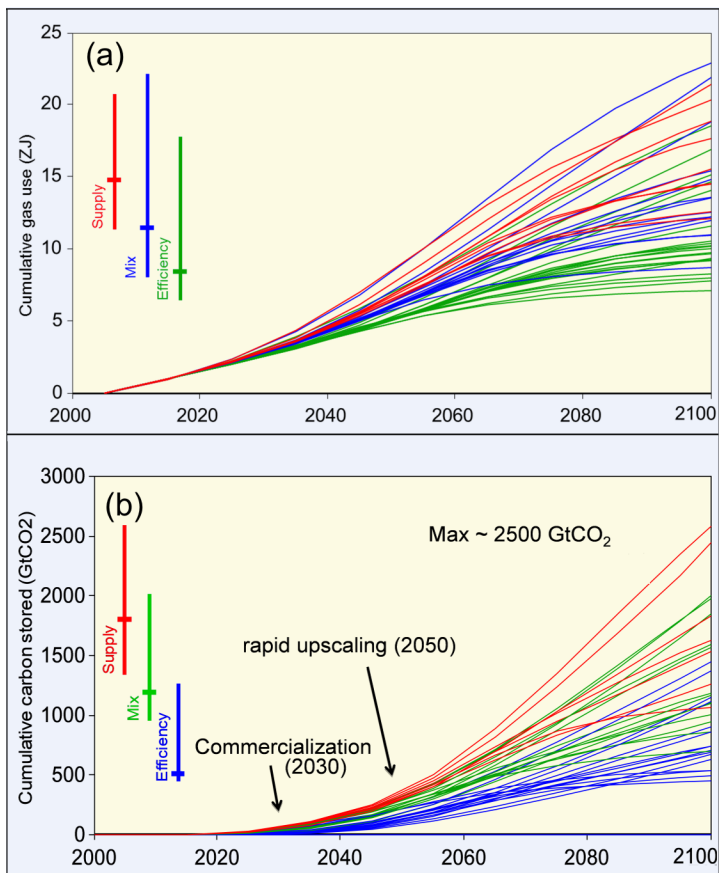 (a)
Cumulative gas use (ZJ)
25
20
15
10
5
0
Supply
Mix
Efficiency
2000 2020 2040 2060 2080 2100
(b)
Cumulative carbon stored (GtCO2)
3000
2500
2000
1500
1000
500
0
Supply
Mix
Efficiency
Max ~ 2500 GtCO₂
rapid upscaling (2050)
Commercialization
(2030)
2000 2020 2040 2060 2080 2100